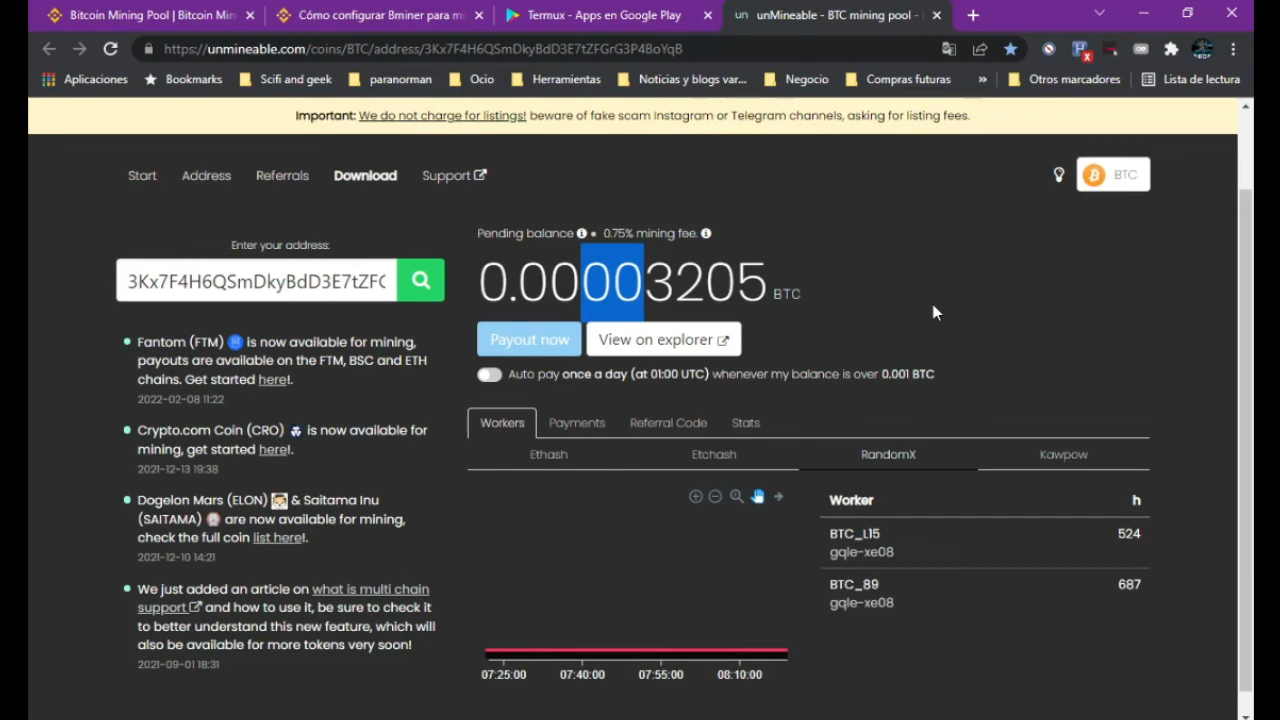 Bitcoin Mining Pool | Bitcoin Min
Cómo configurar Bminer para mi
Termux - Apps en Google Play
unMineable - BTC mining pool -
https://unmineable.com/coins/BTC/address/3Kx7F4H6QSmDkyBdD3E7tZFGrG3P4BoYqB
Aplicaciones
Bookmarks
Scifi and geek
paranorman
Ocio
Herramientas
Noticias y blogs var...
Negocio
Compras futuras
»
Otros marcadores
Lista de lectura
Important: We do not charge for listings! beware of fake scam Instagram or Telegram channels, asking for listing fees.
Start
Address
Referrals
Download
Support
BTC
Enter your address:
3Kx7F4H6QSmDkyBdD3E7tZFG
Pending balance • 0.75% mining fee.
0.00003205 BTC
Payout now
View on explorer
Auto pay once a day (at 01:00 UTC) whenever my balance is over 0.001 BTC
Fantom (FTM) is now available for mining,
payouts are available on the FTM, BSC and ETH
chains. Get started here!.
2022-02-08 11:22
Crypto.com Coin (CRO) is now available for
mining, get started here!.
2021-12-13 19:38
Dogelon Mars (ELON) & Saitama Inu
(SAITAMA) are now available for mining,
check the full coin list here!.
2021-12-10 14:21
We just added an article on what is multi chain
support and how to use it, be sure to check it
to better understand this new feature, which will
also be available for more tokens very soon!
2021-09-01 18:31
Workers
Payments
Referral Code
Stats
Ethash
Etchash
RandomX
Kawpow
Worker
h
BTC_L15
524
gqle-xe08
BTC_89
687
gqle-xe08
07:25:00
07:40:00
07:55:00
08:10:00